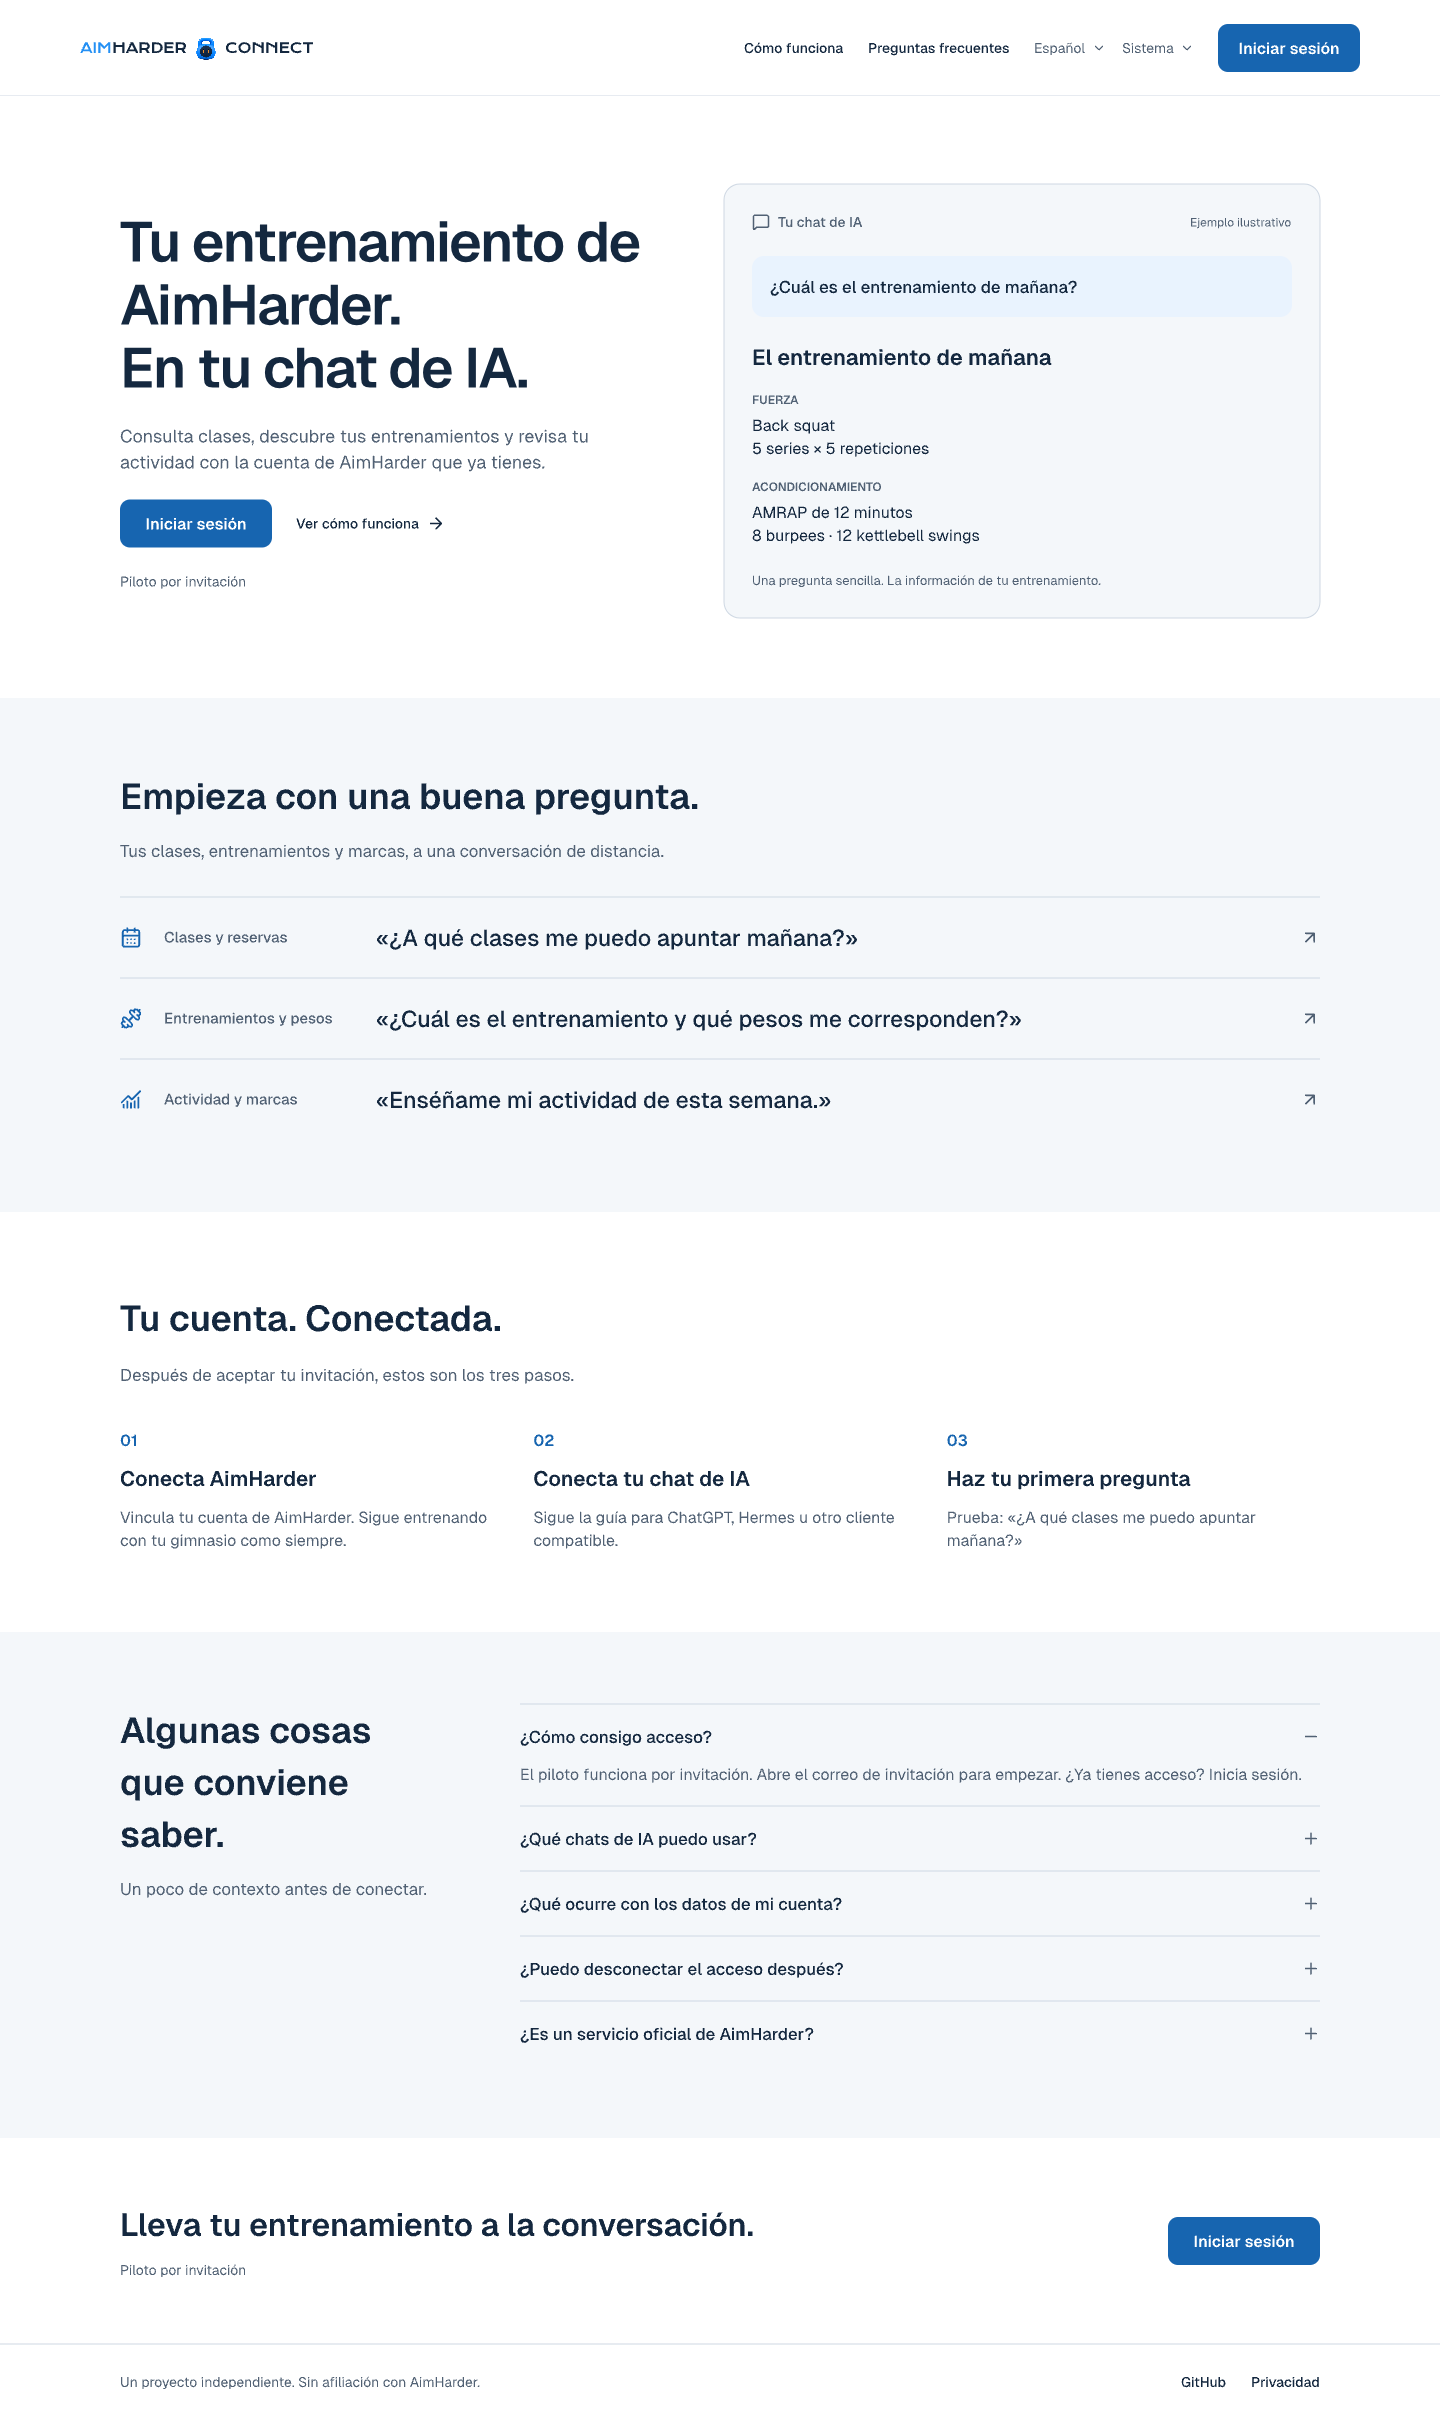 AIMHARDER CONNECT
Cómo funciona
Preguntas frecuentes
Español
Sistema
Iniciar sesión
Tu entrenamiento de
AimHarder.
En tu chat de IA.
Consulta clases, descubre tus entrenamientos y revisa tu
actividad con la cuenta de AimHarder que ya tienes.
Iniciar sesión
Ver cómo funciona
Piloto por invitación
Tu chat de IA
Ejemplo ilustrativo
¿Cuál es el entrenamiento de mañana?
El entrenamiento de mañana
FUERZA
Back squat
5 series × 5 repeticiones
ACONDICIONAMIENTO
AMRAP de 12 minutos
8 burpees · 12 kettlebell swings
Una pregunta sencilla. La información de tu entrenamiento.
Empieza con una buena pregunta.
Tus clases, entrenamientos y marcas, a una conversación de distancia.
Clases y reservas
«¿A qué clases me puedo apuntar mañana?»
Entrenamientos y pesos
«¿Cuál es el entrenamiento y qué pesos me corresponden?»
Actividad y marcas
«Enséñame mi actividad de esta semana.»
Tu cuenta. Conectada.
Después de aceptar tu invitación, estos son los tres pasos.
01
Conecta AimHarder
Vincula tu cuenta de AimHarder. Sigue entrenando
con tu gimnasio como siempre.
02
Conecta tu chat de IA
Sigue la guía para ChatGPT, Hermes u otro cliente
compatible.
03
Haz tu primera pregunta
Prueba: «¿A qué clases me puedo apuntar
mañana?»
Algunas cosas
que conviene
saber.
Un poco de contexto antes de conectar.
¿Cómo consigo acceso?
El piloto funciona por invitación. Abre el correo de invitación para empezar. ¿Ya tienes acceso? Inicia sesión.
¿Qué chats de IA puedo usar?
¿Qué ocurre con los datos de mi cuenta?
¿Puedo desconectar el acceso después?
¿Es un servicio oficial de AimHarder?
Lleva tu entrenamiento a la conversación.
Piloto por invitación
Iniciar sesión
Un proyecto independiente. Sin afiliación con AimHarder.
GitHub
Privacidad